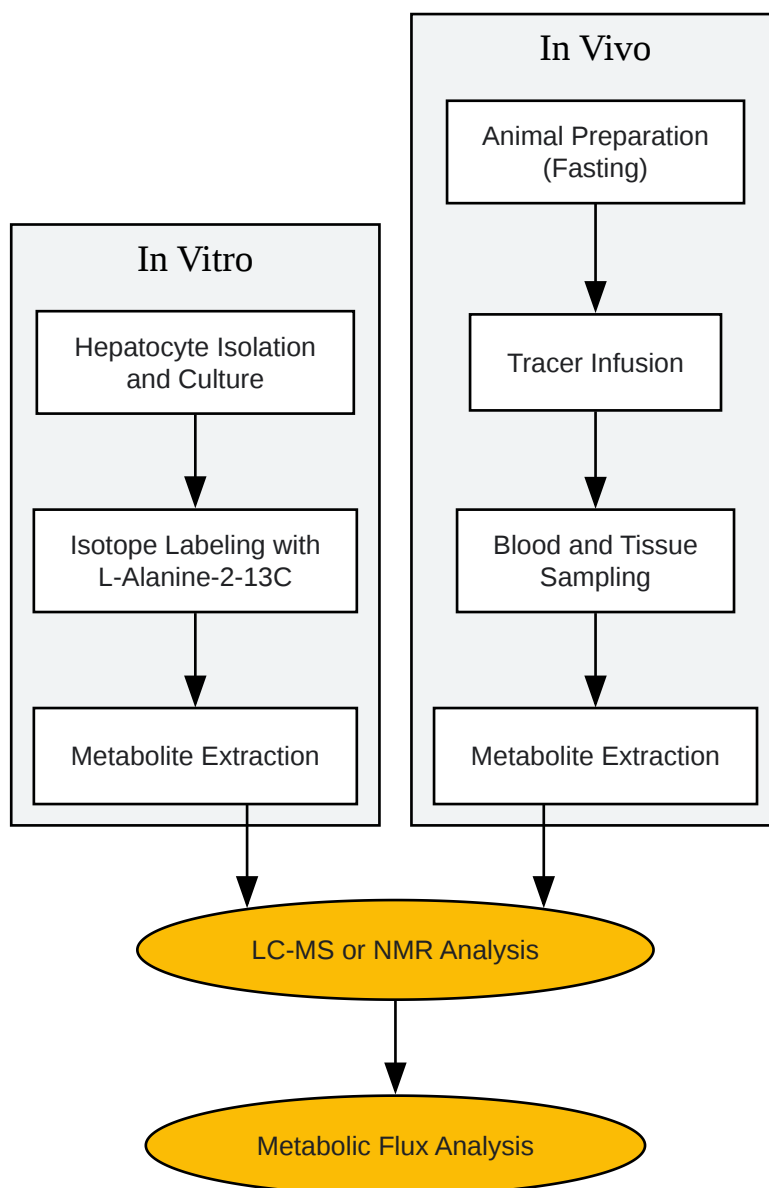 In Vitro
Hepatocyte Isolation
and Culture
Isotope Labeling with
L-Alanine-2-13C
Metabolite Extraction
In Vivo
Animal Preparation
(Fasting)
Tracer Infusion
Blood and Tissue
Sampling
Metabolite Extraction
LC-MS or NMR Analysis
Metabolic Flux Analysis